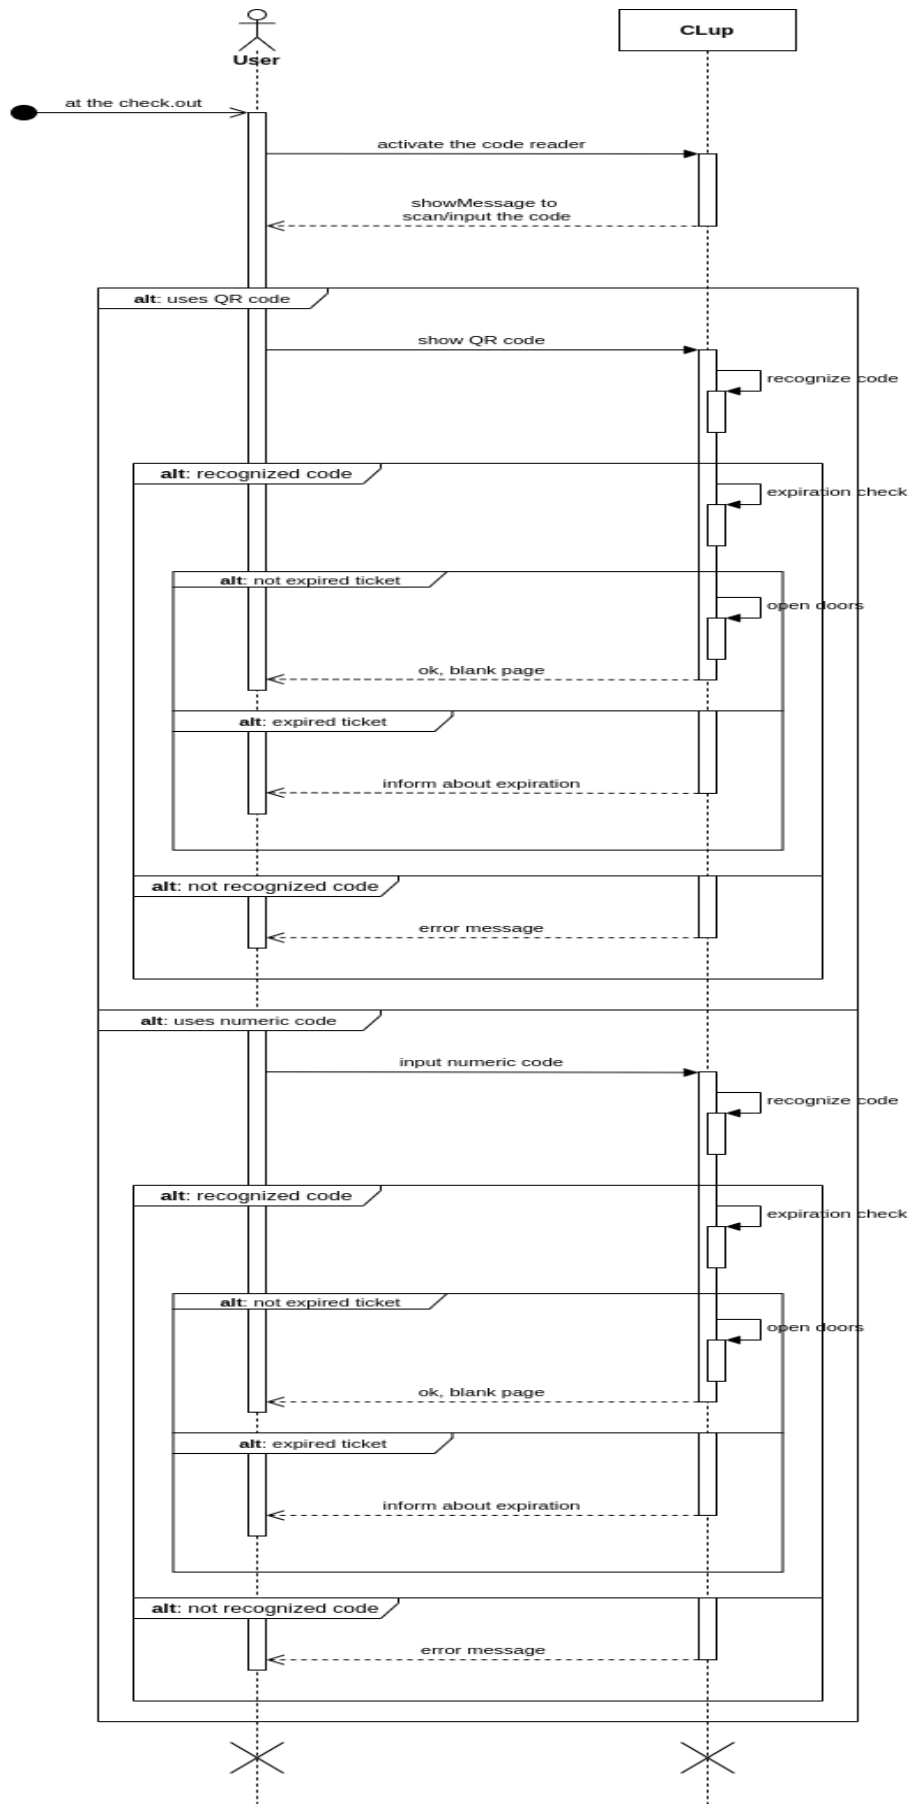 User
CLup
at the check.out
activate the code reader
showMessage to
scan/input the code
alt: uses QR code
show QR code
recognize code
alt: recognized code
expiration check
alt: not expired ticket
open doors
ok, blank page
alt: expired ticket
inform about expiration
alt: not recognized code
error message
alt: uses numeric code
input numeric code
recognize code
alt: recognized code
expiration check
alt: not expired ticket
open doors
ok, blank page
alt: expired ticket
inform about expiration
alt: not recognized code
error message